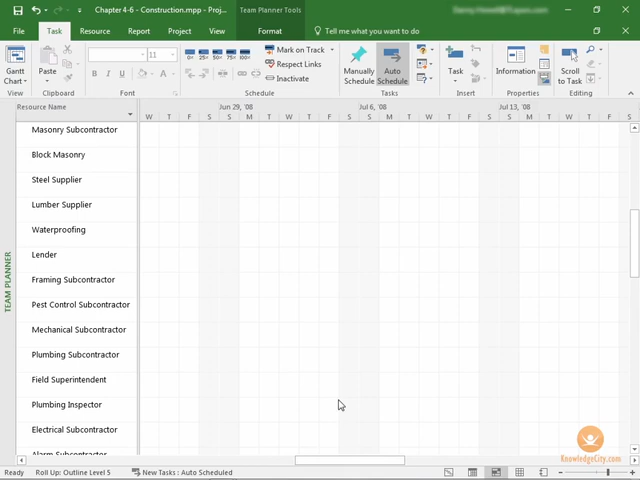 Chapter 4-6 - Construction.mpp - Proj...
Team Planner Tools
File Task Resource Report Project View Format Tell me what you want to do
Gantt Chart
Paste
11
B I U A
Mark on Track
Respect Links
Inactivate
Manually Schedule
Auto Schedule
Task
Information
Scroll to Task
View Clipboard Font Schedule Tasks Insert Properties Editing
Resource Name
Jun 29, '08 Jul 6, '08 Jul 13, '08
W T F S S M T W T F S S M T W T F S S M T W T F S
TEAM PLANNER
Masonry Subcontractor
Block Masonry
Steel Supplier
Lumber Supplier
Waterproofing
Lender
Framing Subcontractor
Pest Control Subcontractor
Mechanical Subcontractor
Plumbing Subcontractor
Field Superintendent
Plumbing Inspector
Electrical Subcontractor
Alarm Subcontractor
KnowledgeCity.com
Ready Roll Up: Outline Level 5 New Tasks : Auto Scheduled